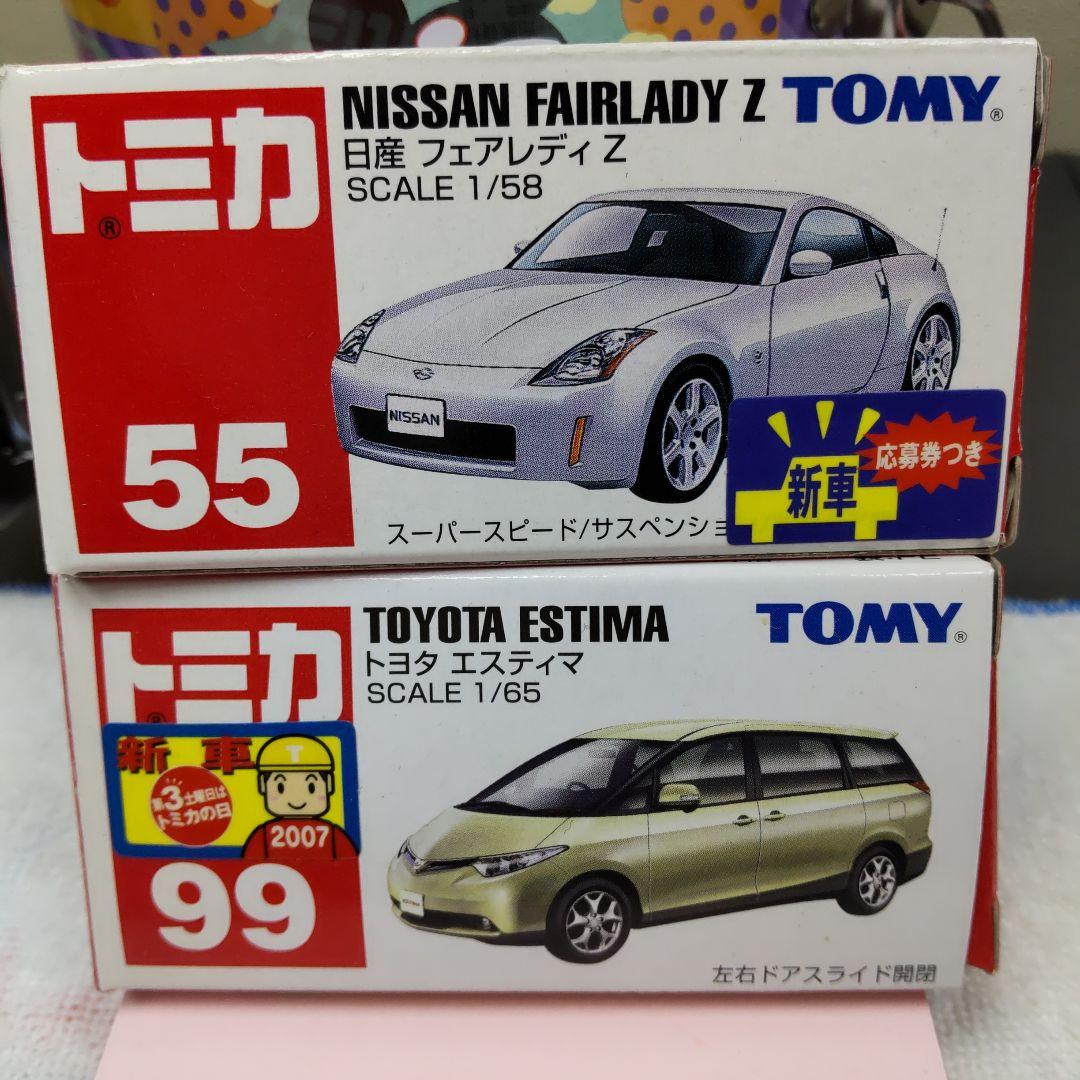 トミカ®
NISSAN FAIRLADY Z
TOMY®
日産 フェアレディ Z
SCALE 1/58
NISSAN
55
新車
応募券つき
スーパースピード/サスペンショ
トミカ®
TOYOTA ESTIMA
TOMY®
トヨタ エスティマ
SCALE 1/65
新車
T
第3土曜日は
トミカの日
2007
99
ESTIMA
左右ドアスライド開閉